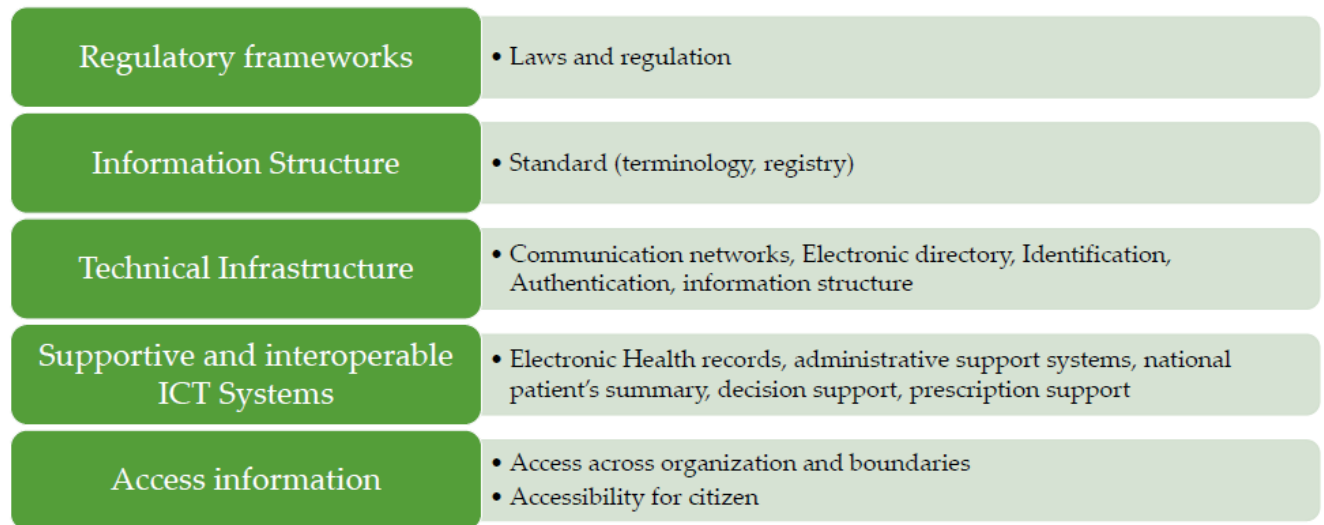 Regulatory frameworks
• Laws and regulation
Information Structure
• Standard (terminology, registry)
Technical Infrastructure
• Communication networks, Electronic directory, Identification,
Authentication, information structure
Supportive and interoperable
ICT Systems
• Electronic Health records, administrative support systems, national
patient’s summary, decision support, prescription support
Access information
• Access across organization and boundaries
• Accessibility for citizen